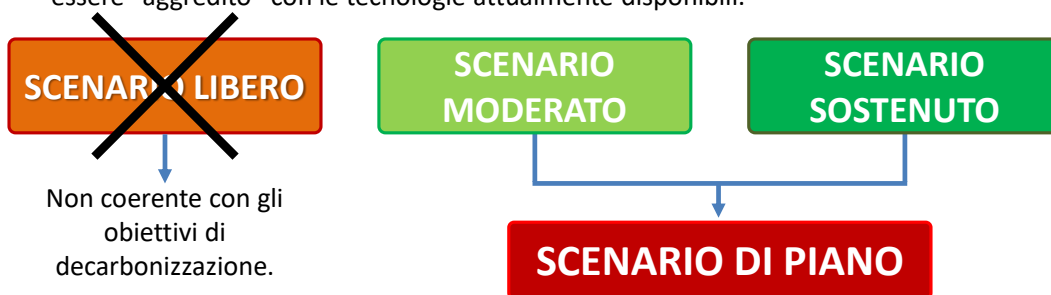 essere "aggredito" con le tecnologie attualmente disponibili.
SCENARIO LIBERO
SCENARIO
MODERATO
SCENARIO
SOSTENUTO
Non coerente con gli
obiettivi di
decarbonizzazione.
SCENARIO DI PIANO